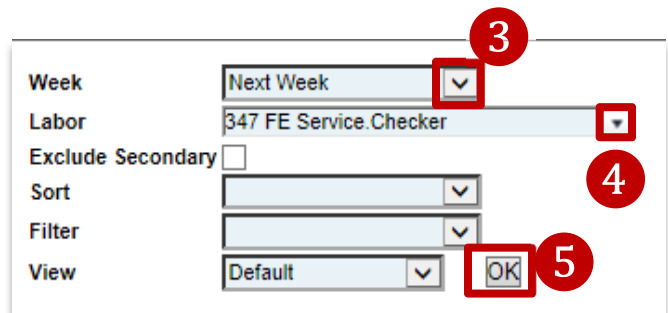 3
Week Next Week
Labor 347 FE Service.Checker
Exclude Secondary
4
Sort
Filter
View Default OK 5